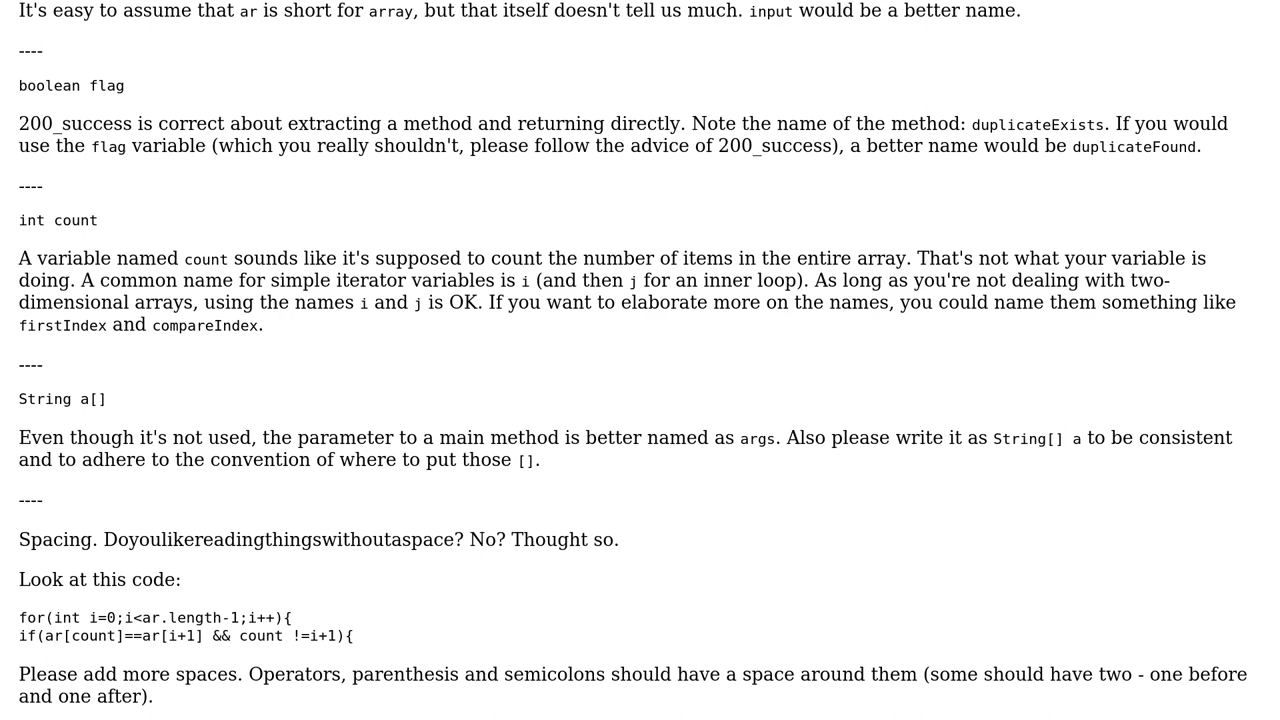 It's easy to assume that ar is short for array, but that itself doesn't tell us much. input would be a better name.
----
boolean flag
200_success is correct about extracting a method and returning directly. Note the name of the method: duplicateExists. If you would
use the flag variable (which you really shouldn't, please follow the advice of 200_success), a better name would be duplicateFound.
----
int count
A variable named count sounds like it's supposed to count the number of items in the entire array. That's not what your variable is
doing. A common name for simple iterator variables is i (and then j for an inner loop). As long as you're not dealing with two-
dimensional arrays, using the names i and j is OK. If you want to elaborate more on the names, you could name them something like
firstIndex and compareIndex.
----
String a[]
Even though it's not used, the parameter to a main method is better named as args. Also please write it as String[] a to be consistent
and to adhere to the convention of where to put those [].
----
Spacing. Doyoulikereadingthingswithoutaspace? No? Thought so.
Look at this code:
for(int i=0;i<ar.length-1;i++){
if(ar[count]==ar[i+1] && count !=i+1){
Please add more spaces. Operators, parenthesis and semicolons should have a space around them (some should have two - one before
and one after).